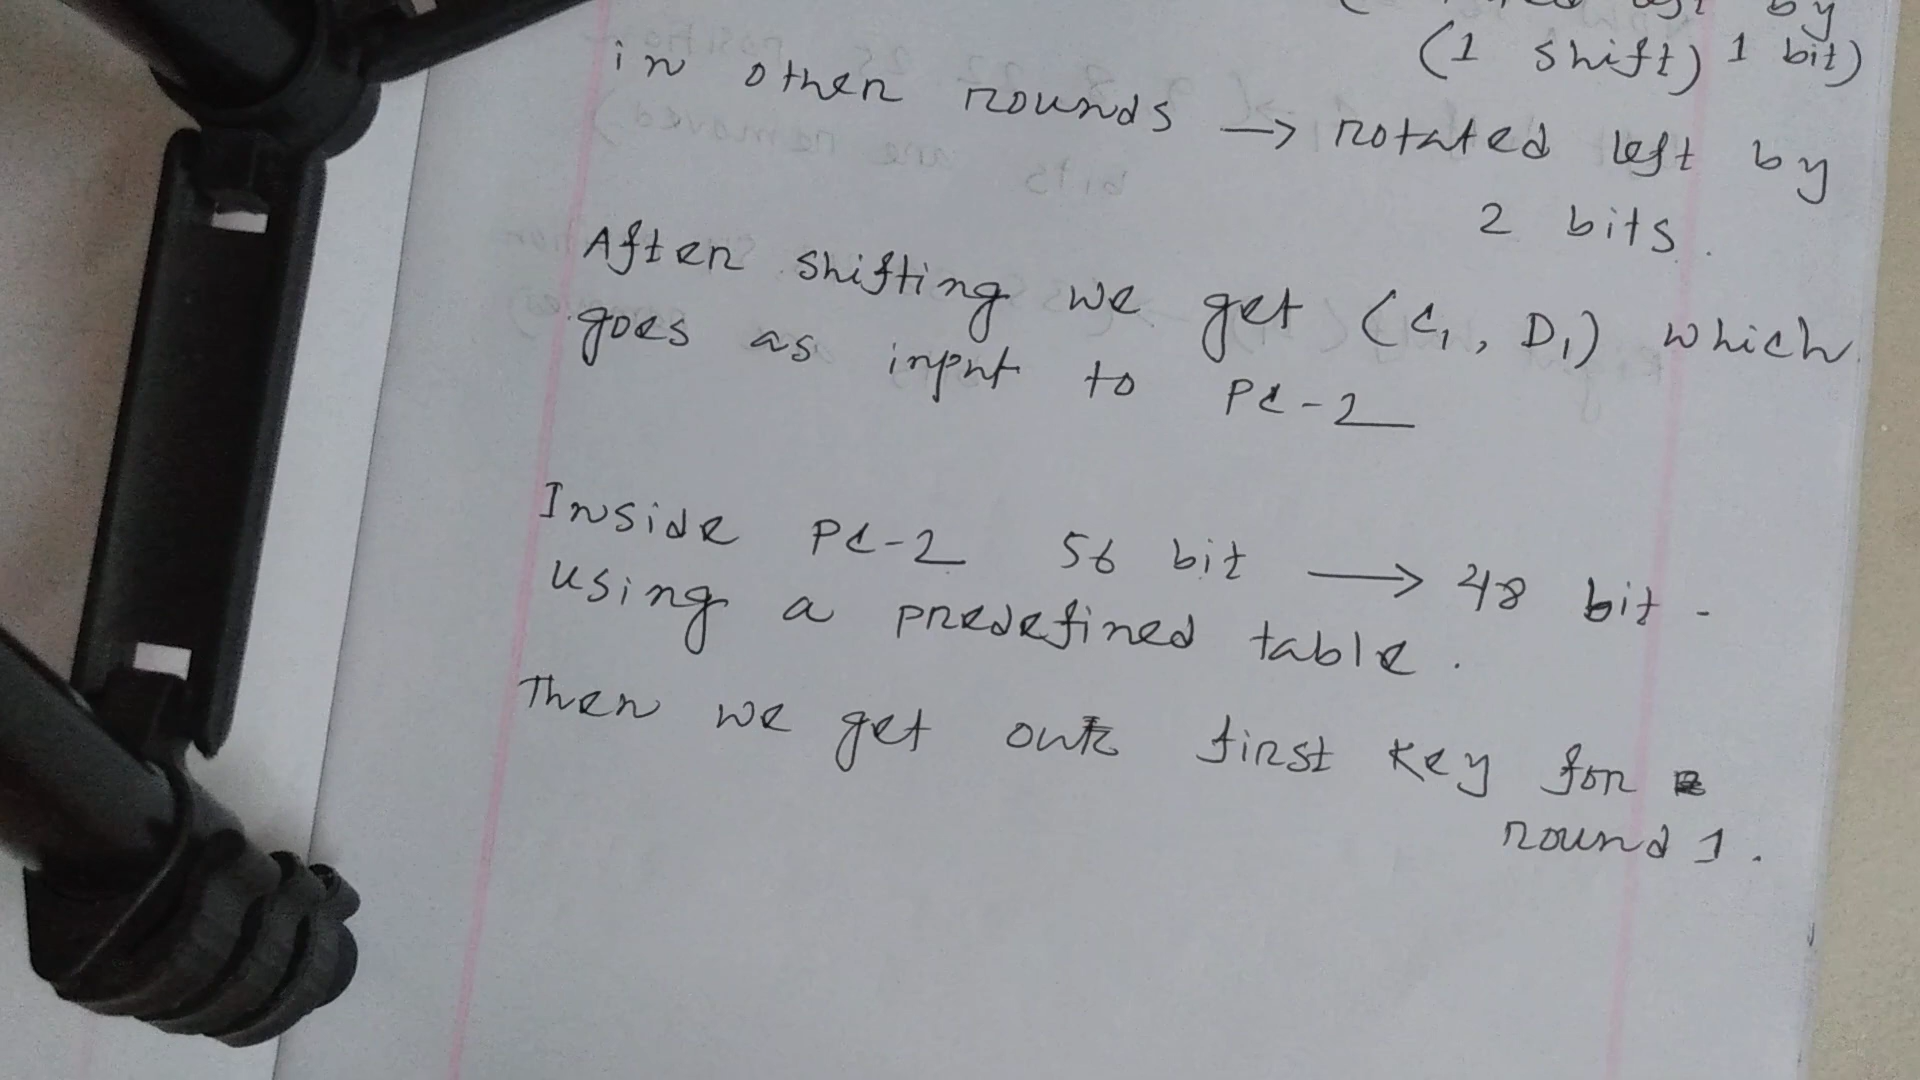 left by
(1 shift) 1 bit)
in other rounds → rotated left by
2 bits.
After shifting we get (C₁, D₁) which
goes as input to PC-2
Inside PC-2 56 bit → 48 bit.
using a predefined table.
Then we get our first key for
round 1.